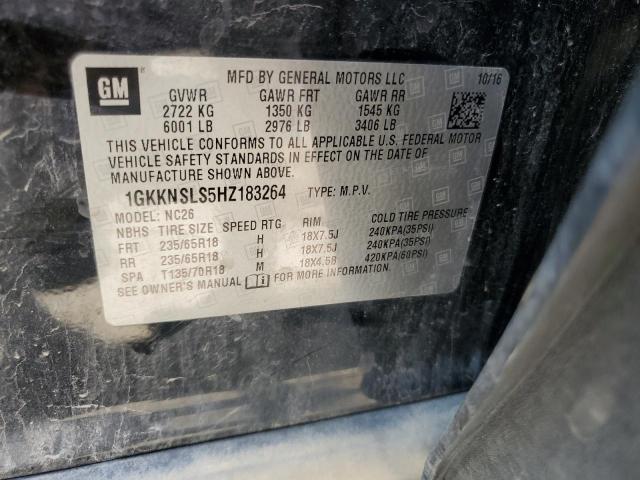 GM
MFD BY GENERAL MOTORS LLC 10/16
GVWR GAWR FRT GAWR RR
2722 KG 1350 KG 1545 KG
6001 LB 2976 LB 3406 LB
THIS VEHICLE CONFORMS TO ALL APPLICABLE U.S. FEDERAL MOTOR
VEHICLE SAFETY STANDARDS IN EFFECT ON THE DATE OF
MANUFACTURE SHOWN ABOVE.
1GKKNSLS5HZ183264 TYPE: M.P.V.
MODEL: NC26
NBHS TIRE SIZE SPEED RTG RIM COLD TIRE PRESSURE
FRT 235/65R18 H 18X7.5J 240KPA(35PSI)
RR 235/65R18 H 18X7.5J 240KPA(35PSI)
SPA T135/70R18 M 18X4.5B 420KPA(60PSI)
SEE OWNER'S MANUAL FOR MORE INFORMATION.